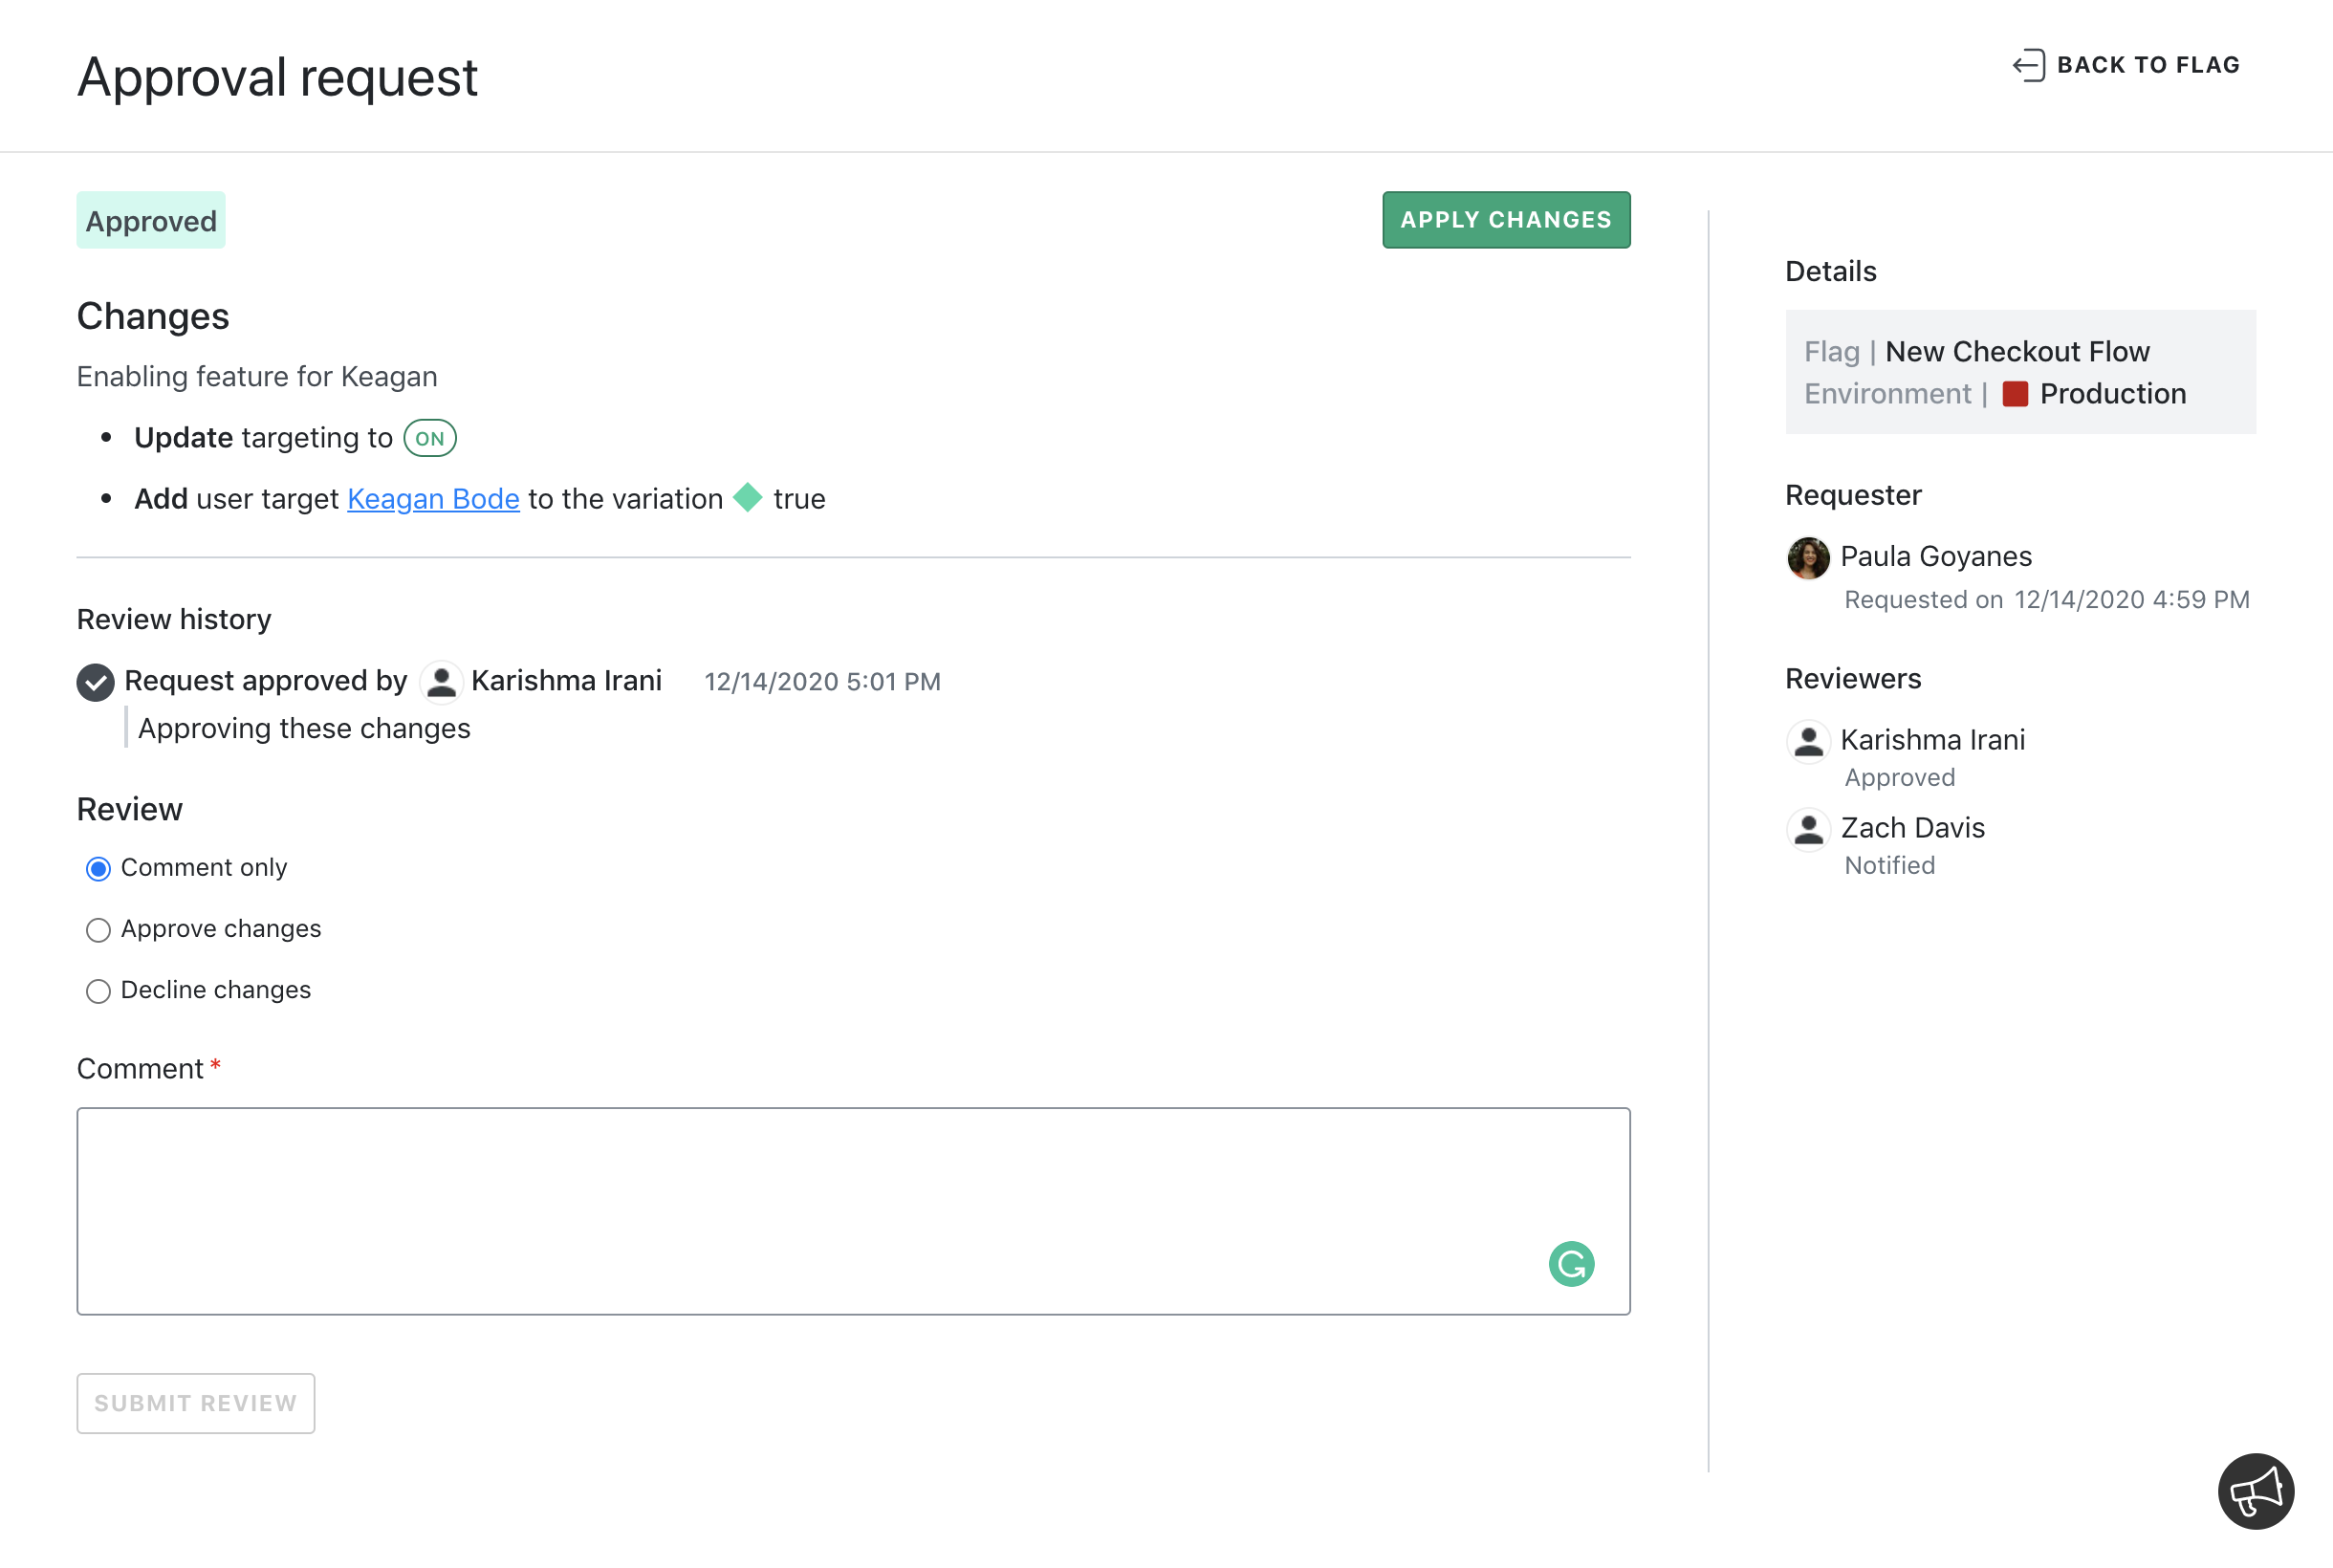 Approval request
BACK TO FLAG
Approved
APPLY CHANGES
Changes
Enabling feature for Keagan
Update targeting to ON
Add user target Keagan Bode to the variation true
Review history
Request approved by Karishma Irani 12/14/2020 5:01 PM
Approving these changes
Review
Comment only
Approve changes
Decline changes
Comment *
SUBMIT REVIEW
Details
Flag | New Checkout Flow
Environment | Production
Requester
Paula Goyanes
Requested on 12/14/2020 4:59 PM
Reviewers
Karishma Irani
Approved
Zach Davis
Notified